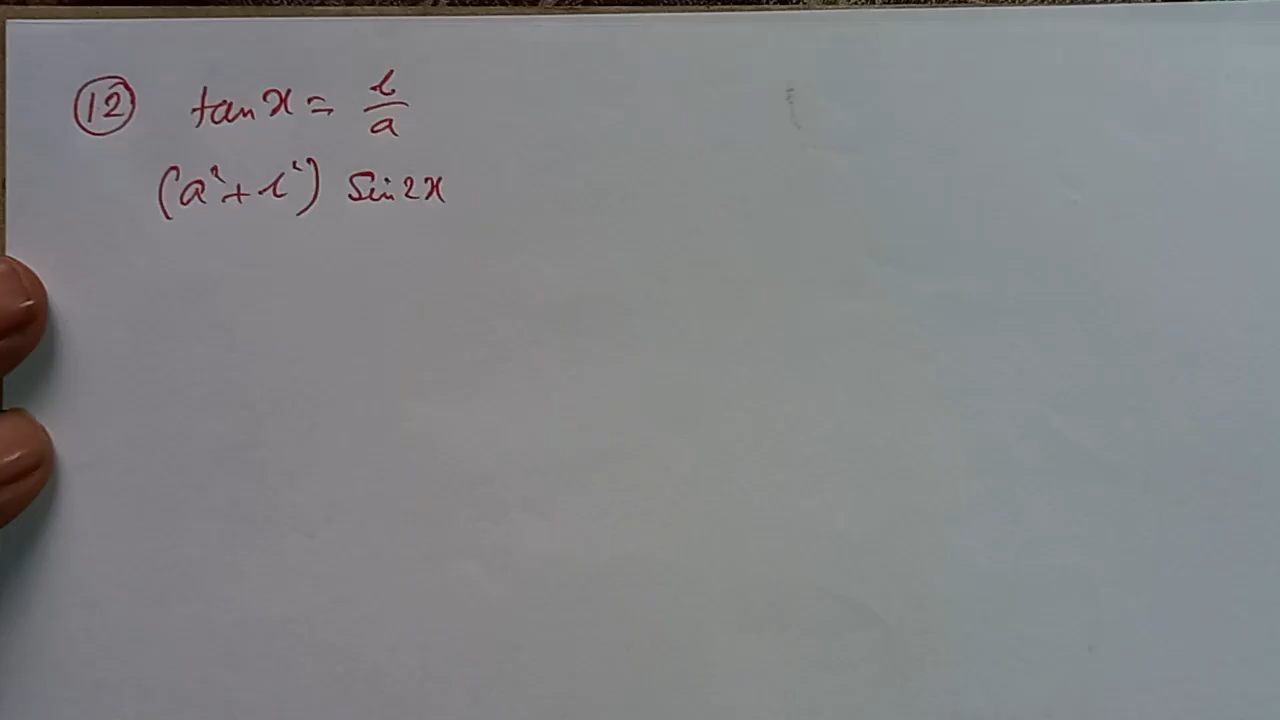 ⑫ tan x = b/a
(a² + b²) sin 2x